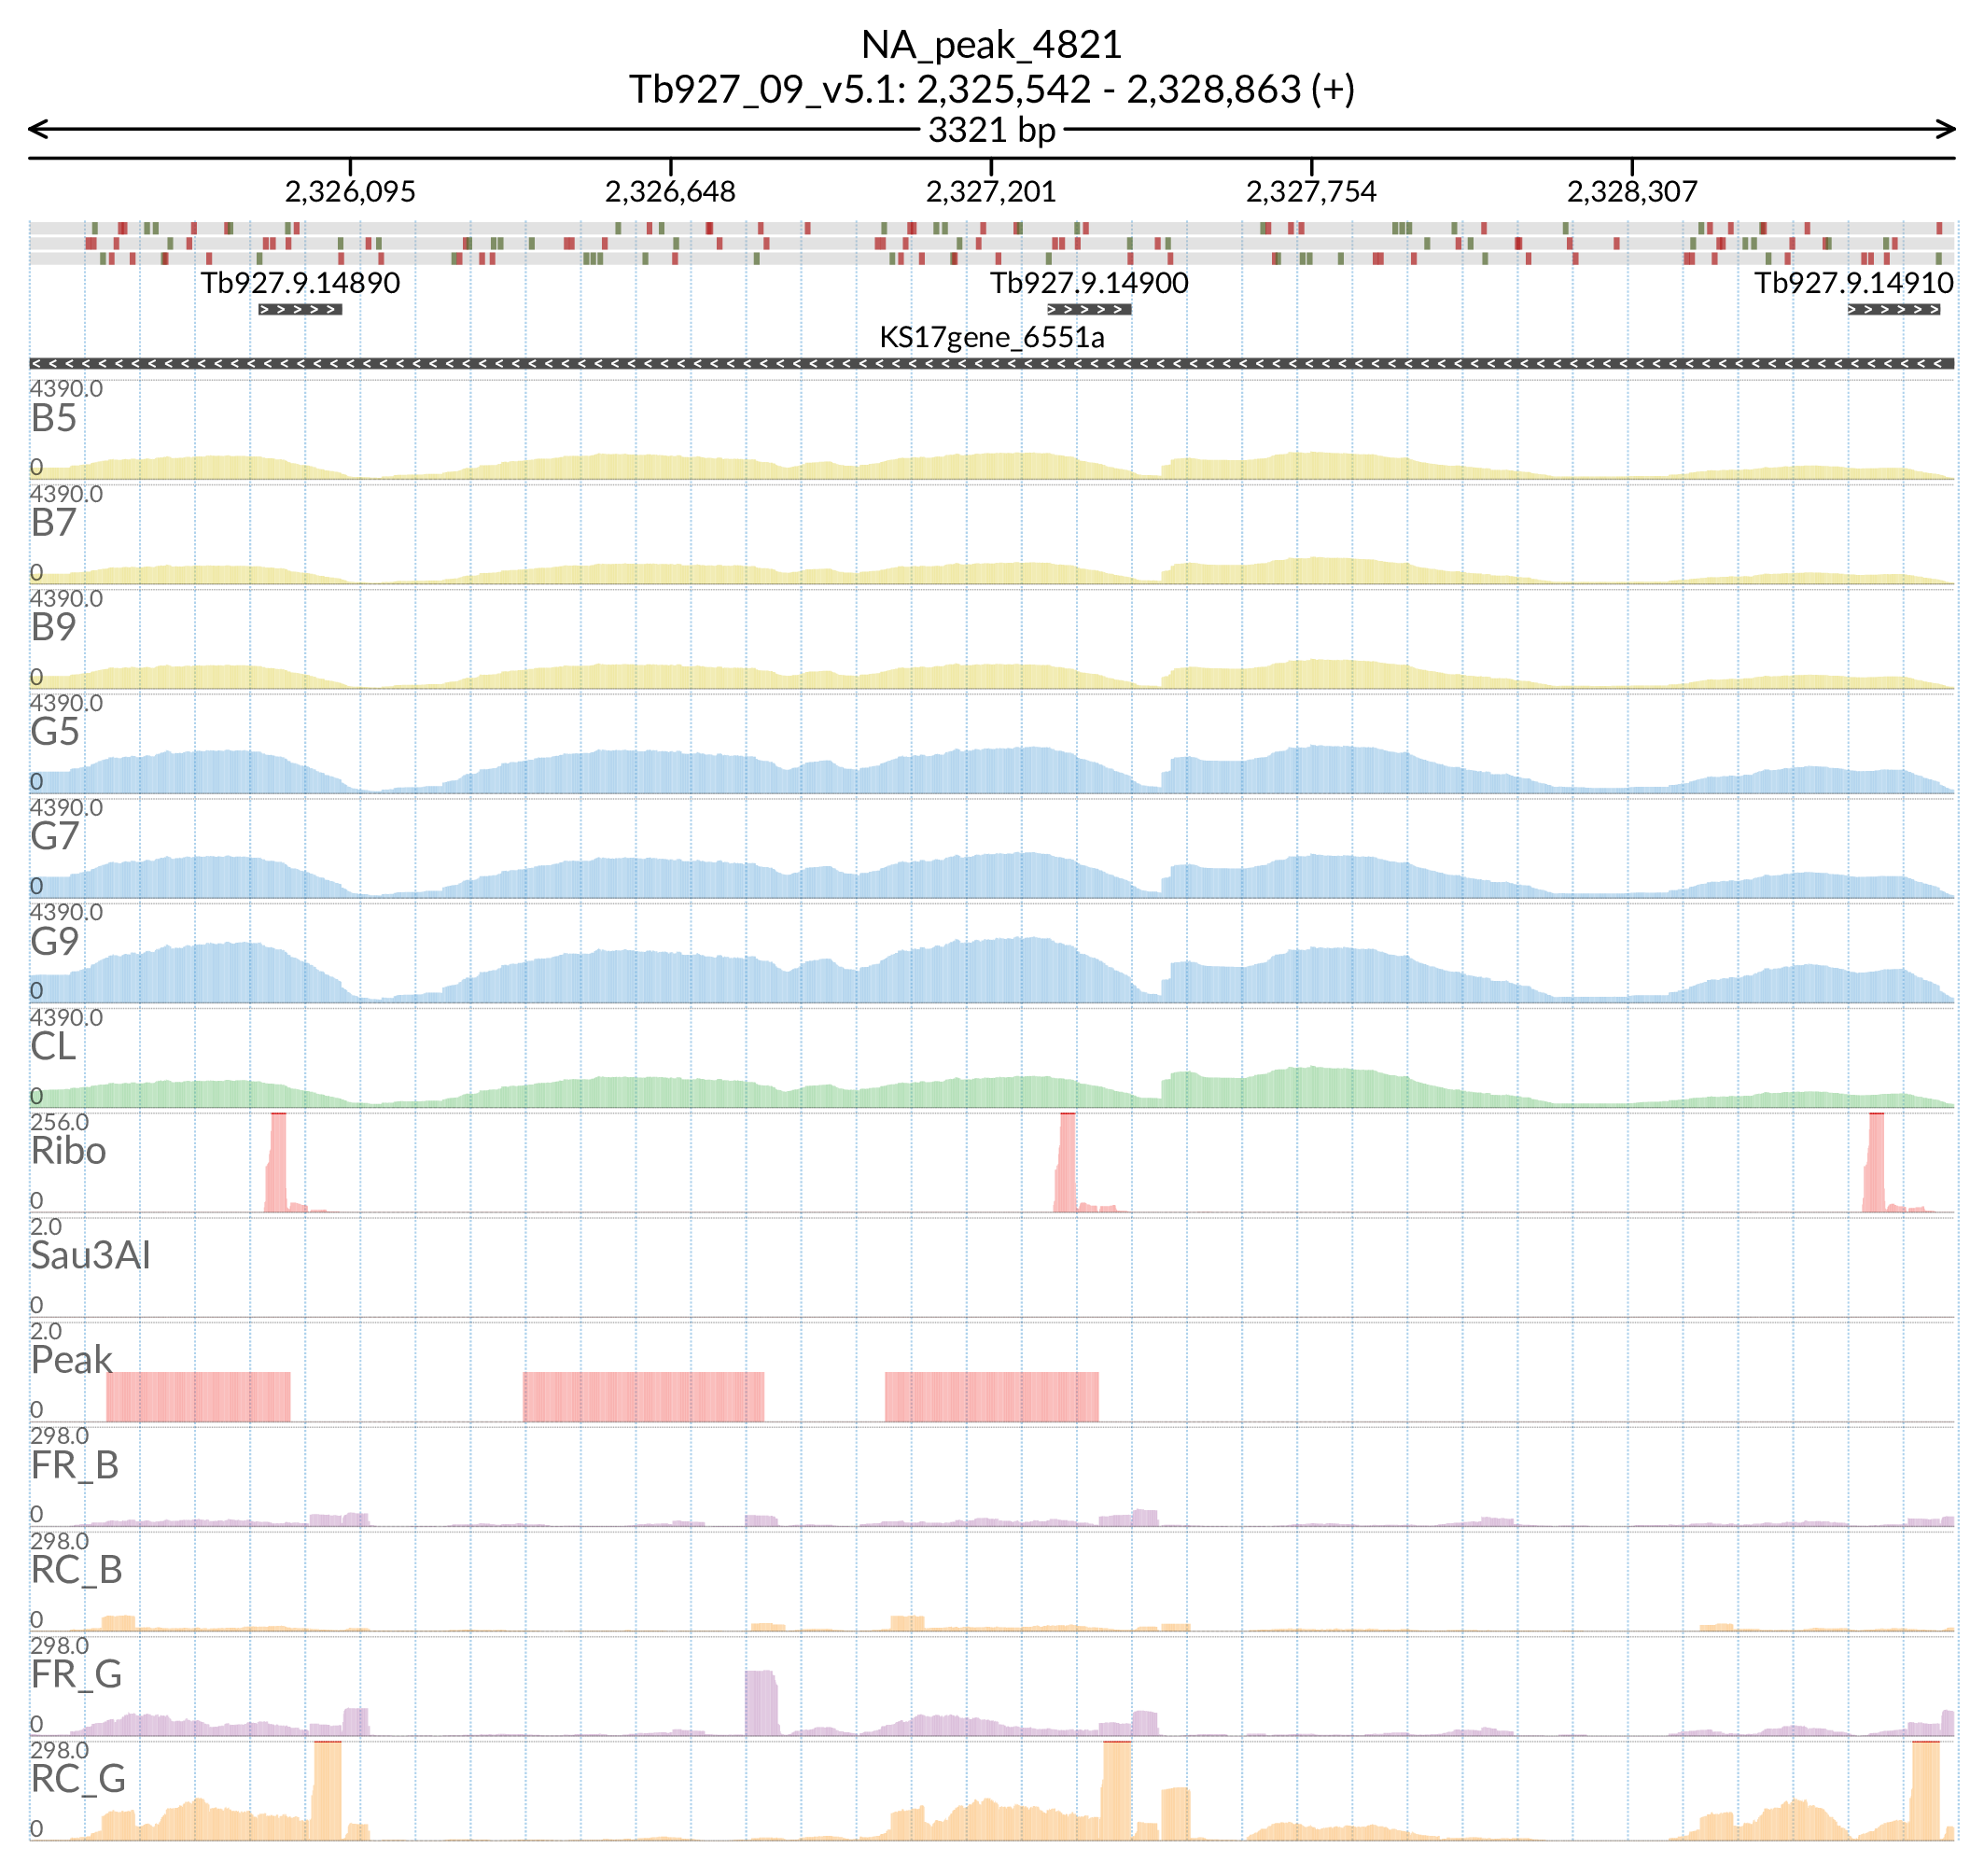 NA_peak_4821
Tb927_09_v5.1: 2,325,542 - 2,328,863 (+)
3321 bp
2,326,095 2,326,648 2,327,201 2,327,754 2,328,307
Tb927.9.14890 Tb927.9.14900 Tb927.9.14910
KS17gene_6551a
4390.0
B5
0
4390.0
B7
0
4390.0
B9
0
4390.0
G5
0
4390.0
G7
0
4390.0
G9
0
4390.0
CL
0
256.0
Ribo
0
2.0
Sau3AI
0
2.0
Peak
0
298.0
FR_B
0
298.0
RC_B
0
298.0
FR_G
0
298.0
RC_G
0